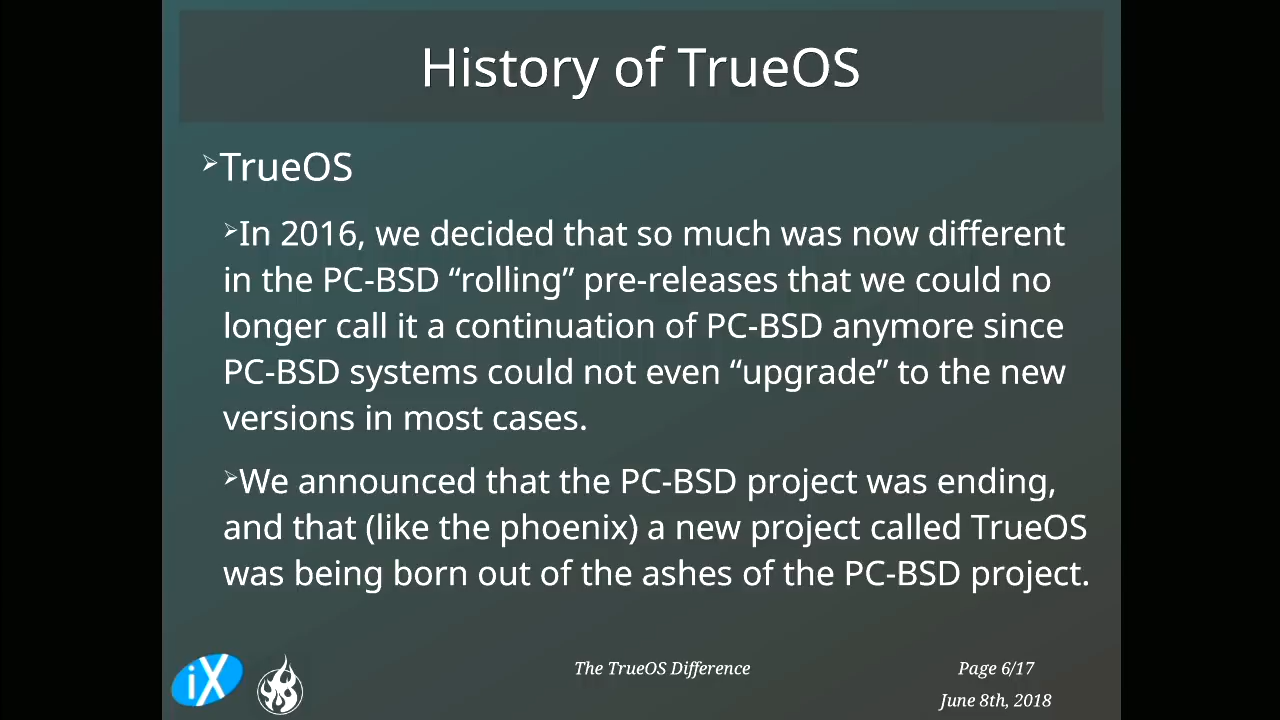 History of TrueOS
➢TrueOS
➢In 2016, we decided that so much was now different
in the PC-BSD “rolling” pre-releases that we could no
longer call it a continuation of PC-BSD anymore since
PC-BSD systems could not even “upgrade” to the new
versions in most cases.
➢We announced that the PC-BSD project was ending,
and that (like the phoenix) a new project called TrueOS
was being born out of the ashes of the PC-BSD project.
iX
The TrueOS Difference
Page 6/17
June 8th, 2018